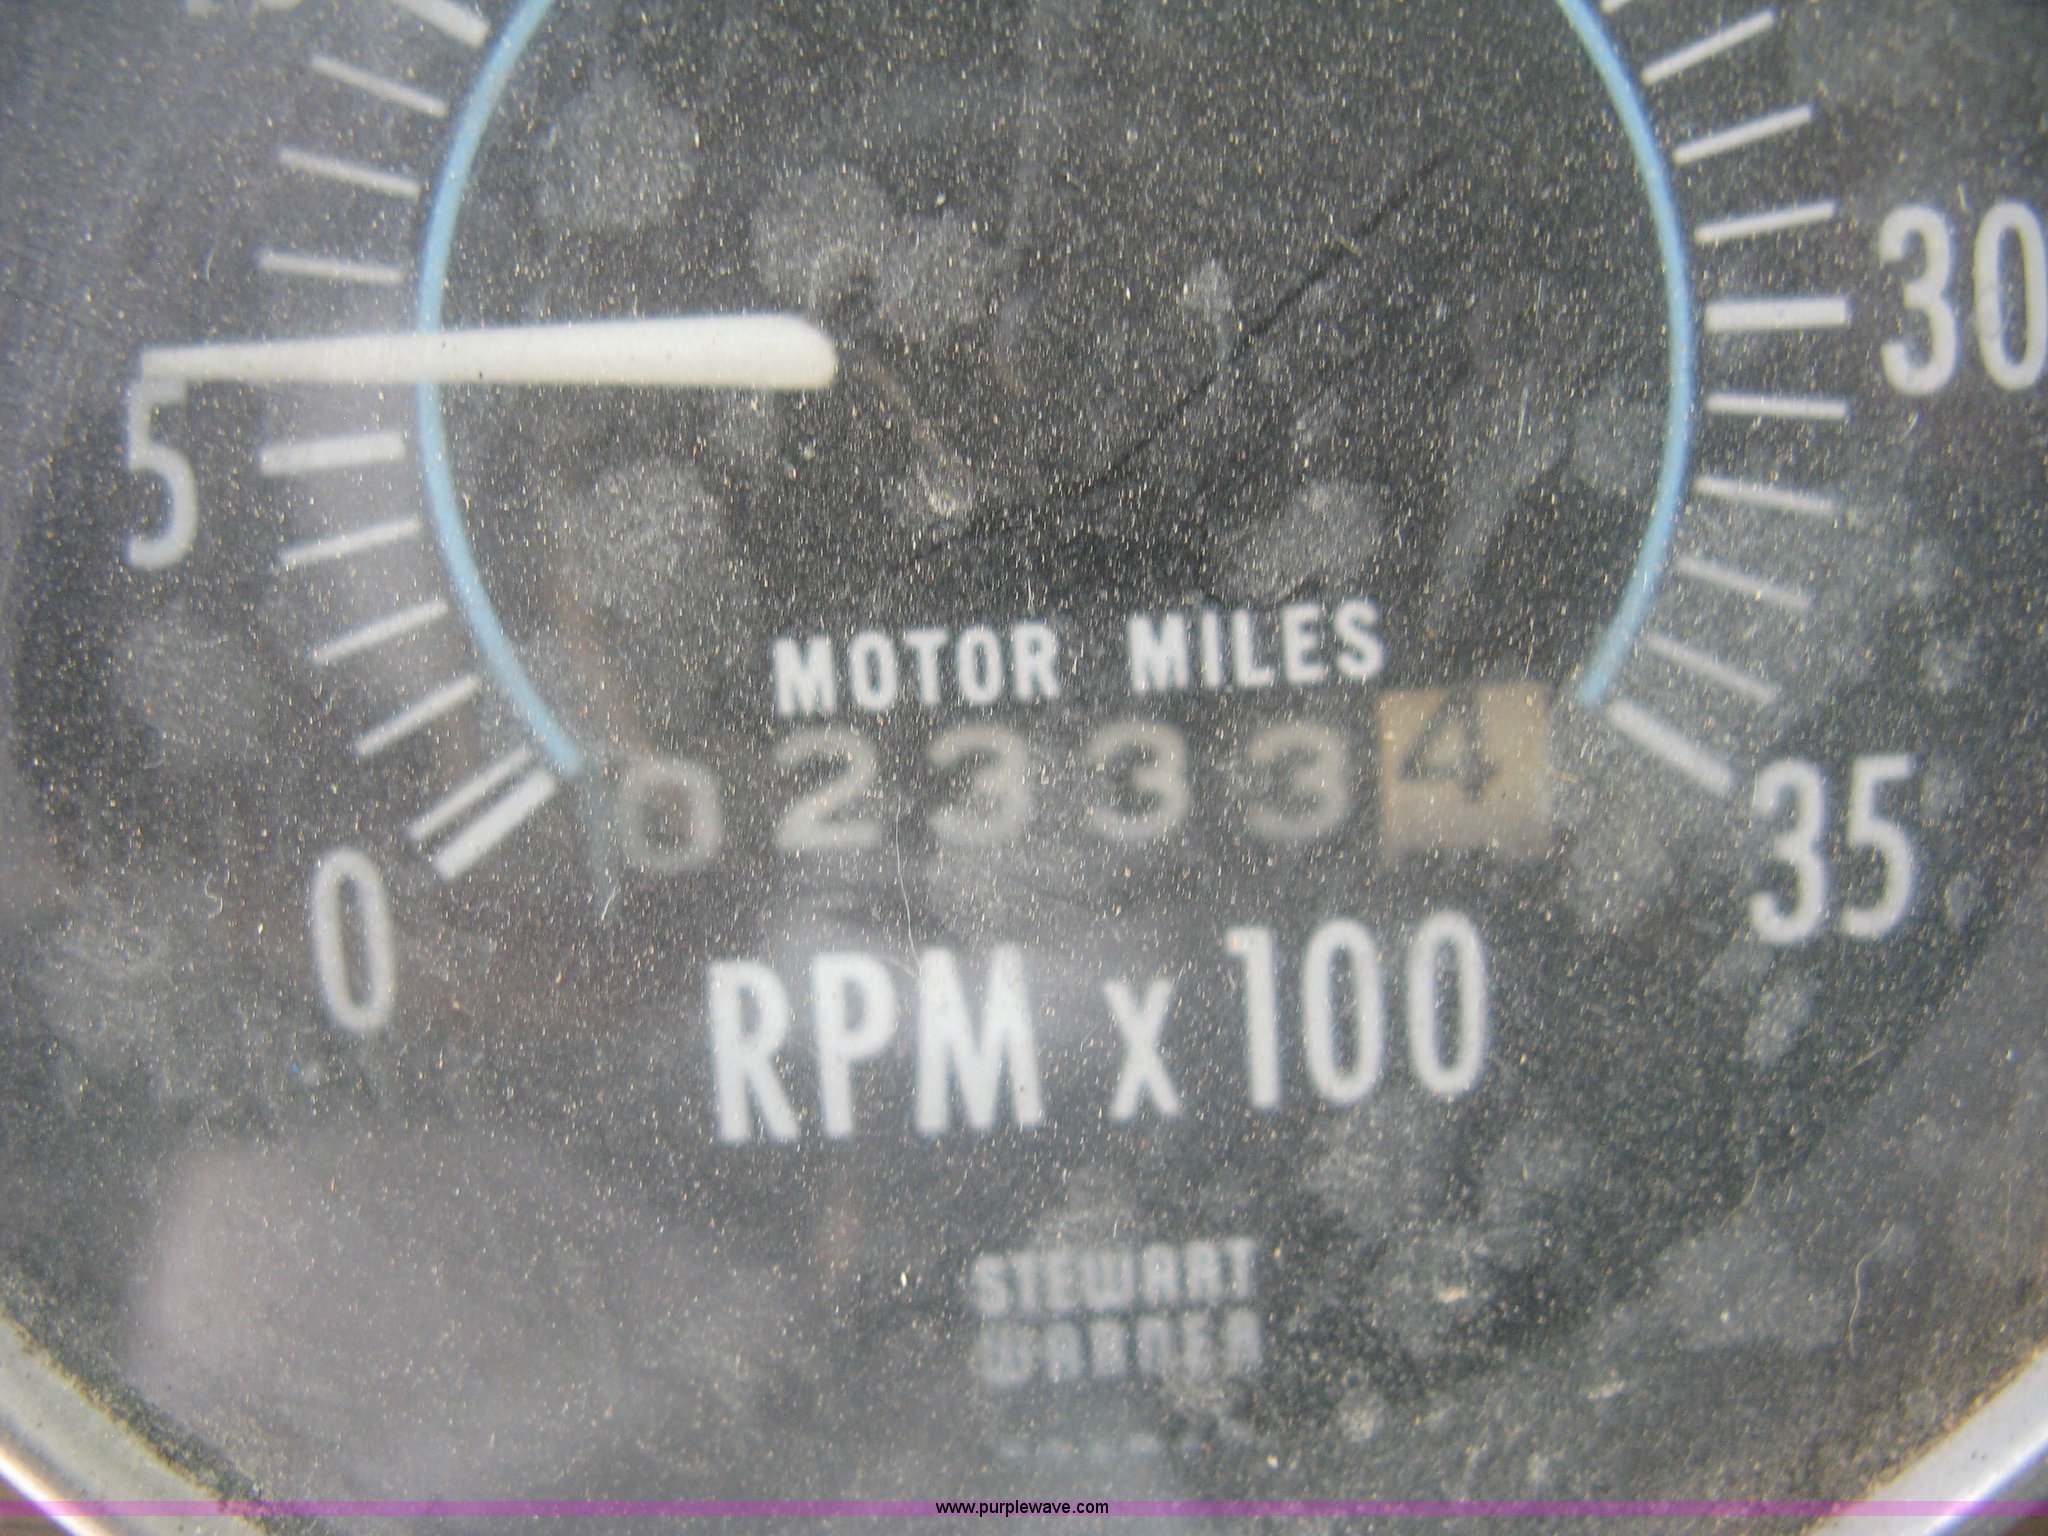 30
5
MOTOR MILES
023334
0
35
RPM x 100
STEWART
WARNER
www.purplewave.com